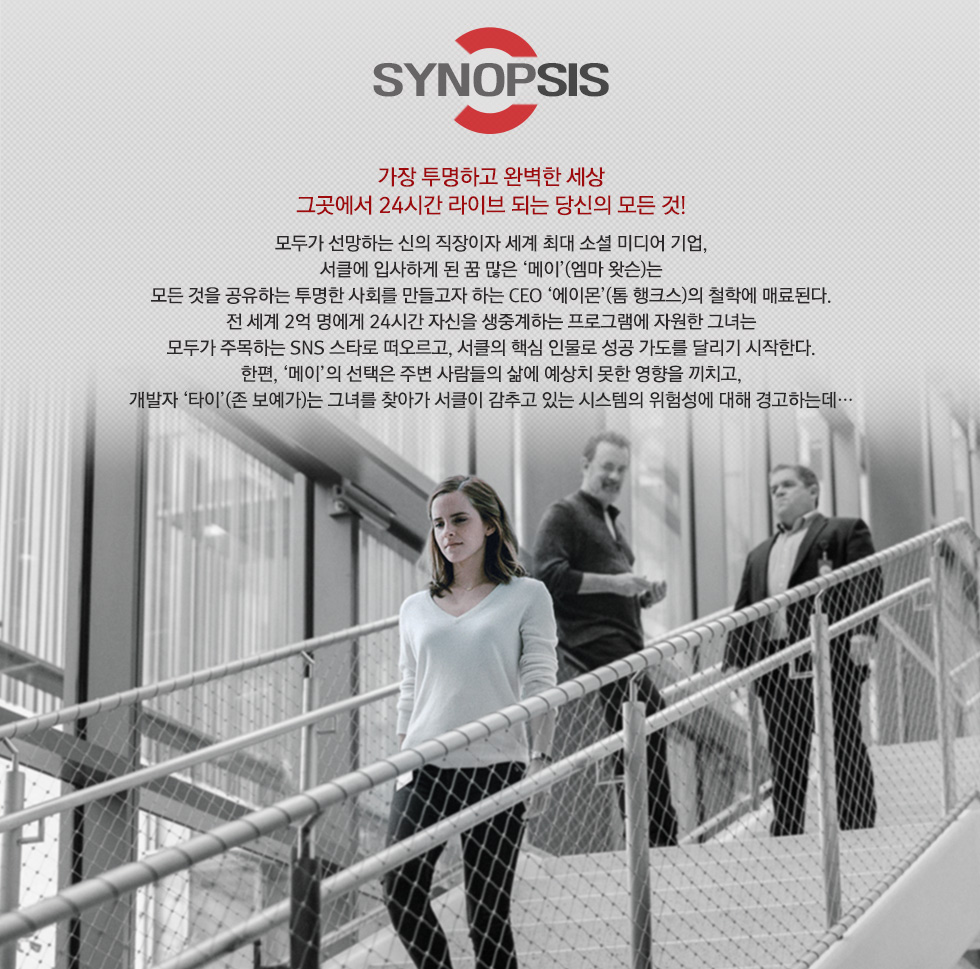 SYNOPSIS
가장 투명하고 완벽한 세상
그곳에서 24시간 라이브 되는 당신의 모든 것!
모두가 선망하는 신의 직장이자 세계 최대 소셜 미디어 기업,
서클에 입사하게 된 꿈 많은 ‘메이’(엠마 왓슨)는
모든 것을 공유하는 투명한 사회를 만들고자 하는 CEO ‘에이몬’(톰 행크스)의 철학에 매료된다.
전 세계 2억 명에게 24시간 자신을 생중계하는 프로그램에 자원한 그녀는
모두가 주목하는 SNS 스타로 떠오르고, 서클의 핵심 인물로 성공 가도를 달리기 시작한다.
한편, ‘메이’의 선택은 주변 사람들의 삶에 예상치 못한 영향을 끼치고,
개발자 ‘타이’(존 보예가)는 그녀를 찾아가 서클이 감추고 있는 시스템의 위험성에 대해 경고하는데…